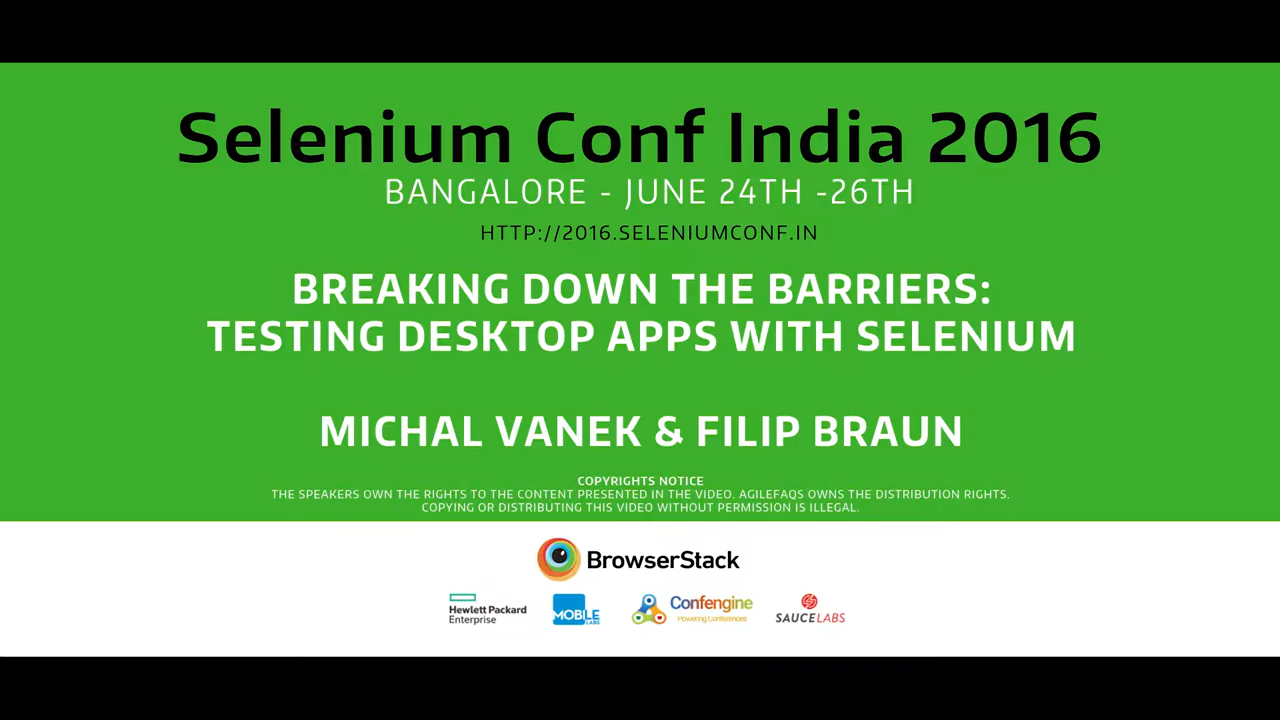 Selenium Conf India 2016
BANGALORE - JUNE 24TH -26TH
HTTP://2016.SELENIUMCONF.IN
BREAKING DOWN THE BARRIERS:
TESTING DESKTOP APPS WITH SELENIUM
MICHAL VANEK & FILIP BRAUN
COPYRIGHTS NOTICE
THE SPEAKERS OWN THE RIGHTS TO THE CONTENT PRESENTED IN THE VIDEO. AGILEFAQS OWNS THE DISTRIBUTION RIGHTS.
COPYING OR DISTRIBUTING THIS VIDEO WITHOUT PERMISSION IS ILLEGAL.
BrowserStack
Hewlett Packard
Enterprise
MOBILE
LABS
Confengine
Powering Conferences
SAUCELABS